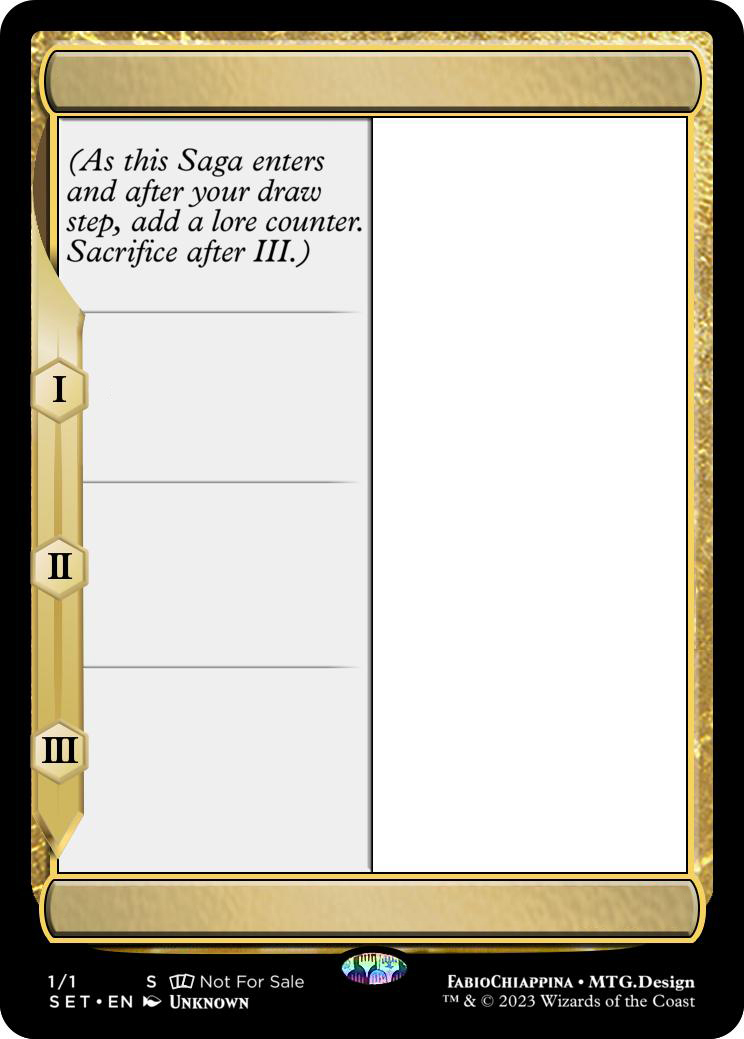 (As this Saga enters
and after your draw
step, add a lore counter.
Sacrifice after III.)
I
II
III
1/1 S Not For Sale
SET • EN Unknown
FabioChiappina • MTG.Design
™ & © 2023 Wizards of the Coast